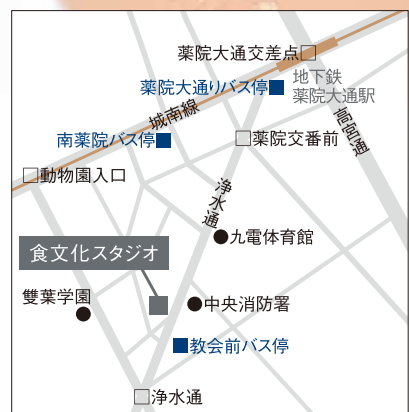 薬院大通交差点
薬院大通りバス停
地下鉄
薬院大通駅
城南線
南薬院バス停
薬院交番前
高宮通
動物園入口
浄水通
九電体育館
食文化スタジオ
雙葉学園
中央消防署
教会前バス停
浄水通